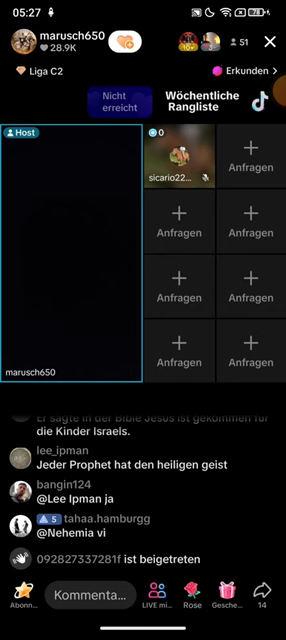 05:27
78
marusch650
28.9K
10+
3
51
Liga C2
Erkunden
Nicht erreicht
Wöchentliche Rangliste
Host
0
sicario22...
Anfragen
Anfragen
Anfragen
Anfragen
Anfragen
Anfragen
Anfragen
marusch650
Er sagte in der Bible Jesus ist gekommen für
die Kinder Israels.
lee_ipman
Jeder Prophet hat den heiligen geist
bangin124
@Lee Ipman ja
5 tahaa.hamburgg
@Nehemia vi
092827337281f ist beigetreten
Abonn...
Kommenta...
LIVE mi...
Rose
Gesche...
14